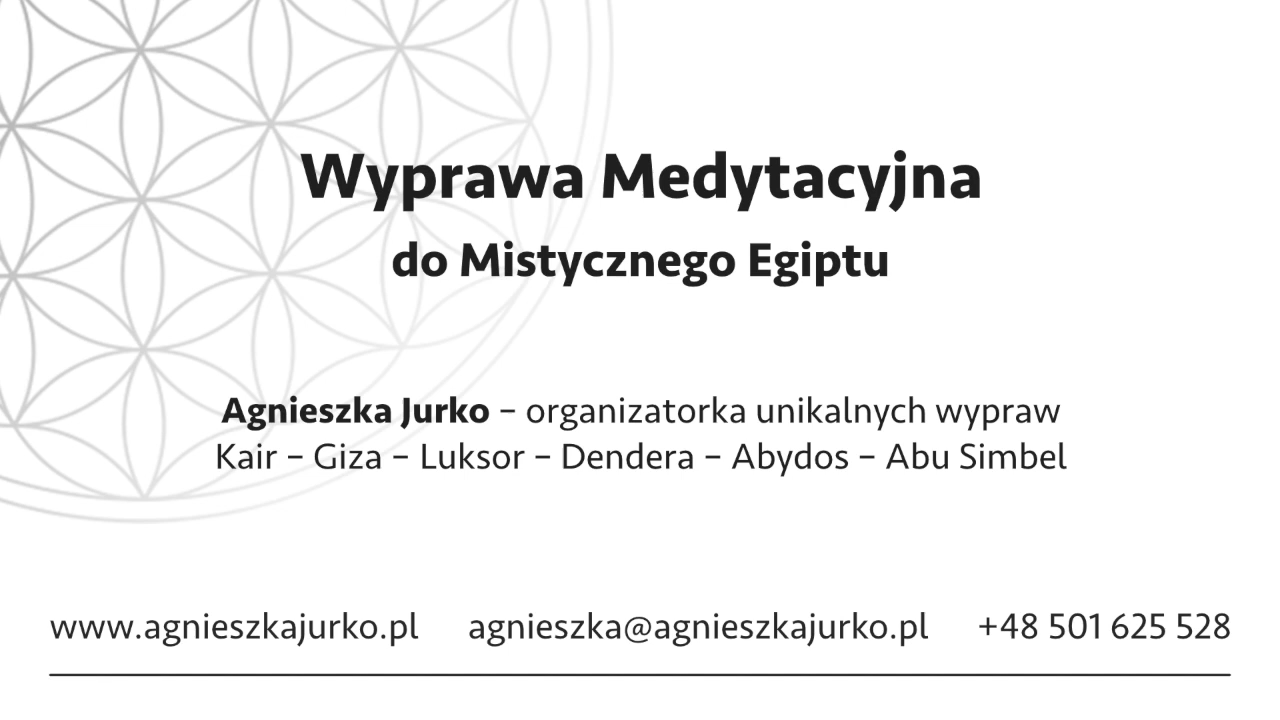 Wyprawa Medytacyjna
do Mistycznego Egiptu
Agnieszka Jurko – organizatorka unikalnych wypraw
Kair – Giza – Luksor – Dendera – Abydos – Abu Simbel
www.agnieszkajurko.pl agnieszka@agnieszkajurko.pl +48 501 625 528